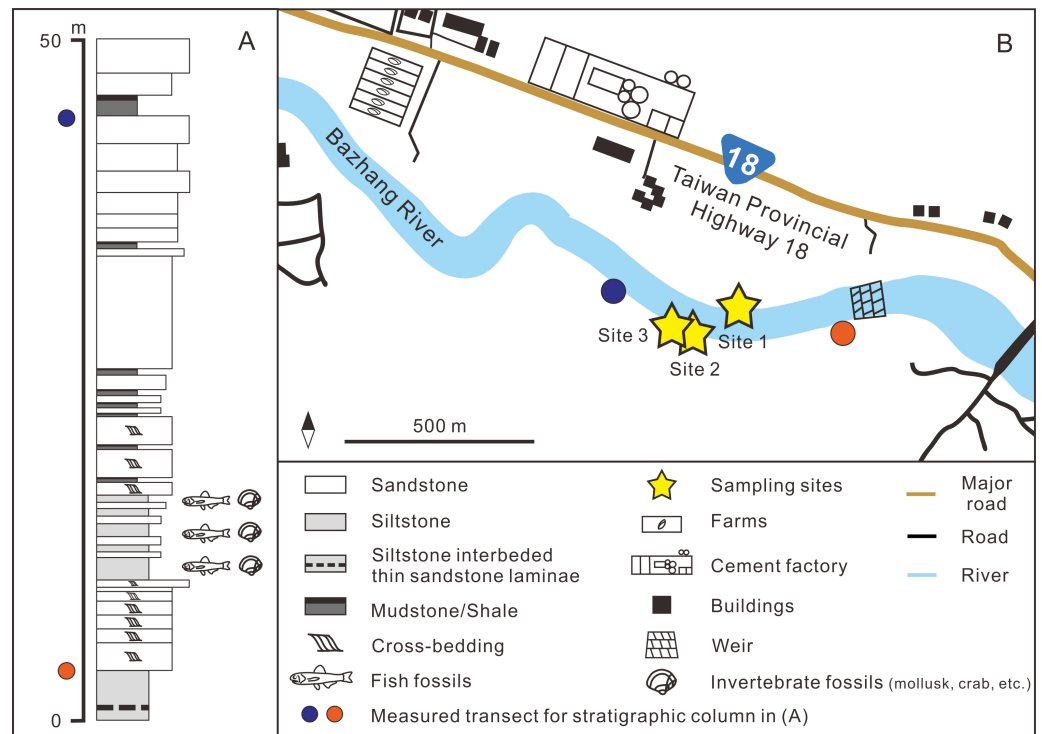 50
m
A
0
B
Bazhang River
18
Taiwan Provincial
Highway 18
Site 3
Site 1
Site 2
500 m
Sandstone
Siltstone
Siltstone interbeded
thin sandstone laminae
Mudstone/Shale
Cross-bedding
Fish fossils
Measured transect for stratigraphic column in (A)
Sampling sites
Farms
Cement factory
Buildings
Weir
Invertebrate fossils (mollusk, crab, etc.)
Major
road
Road
River